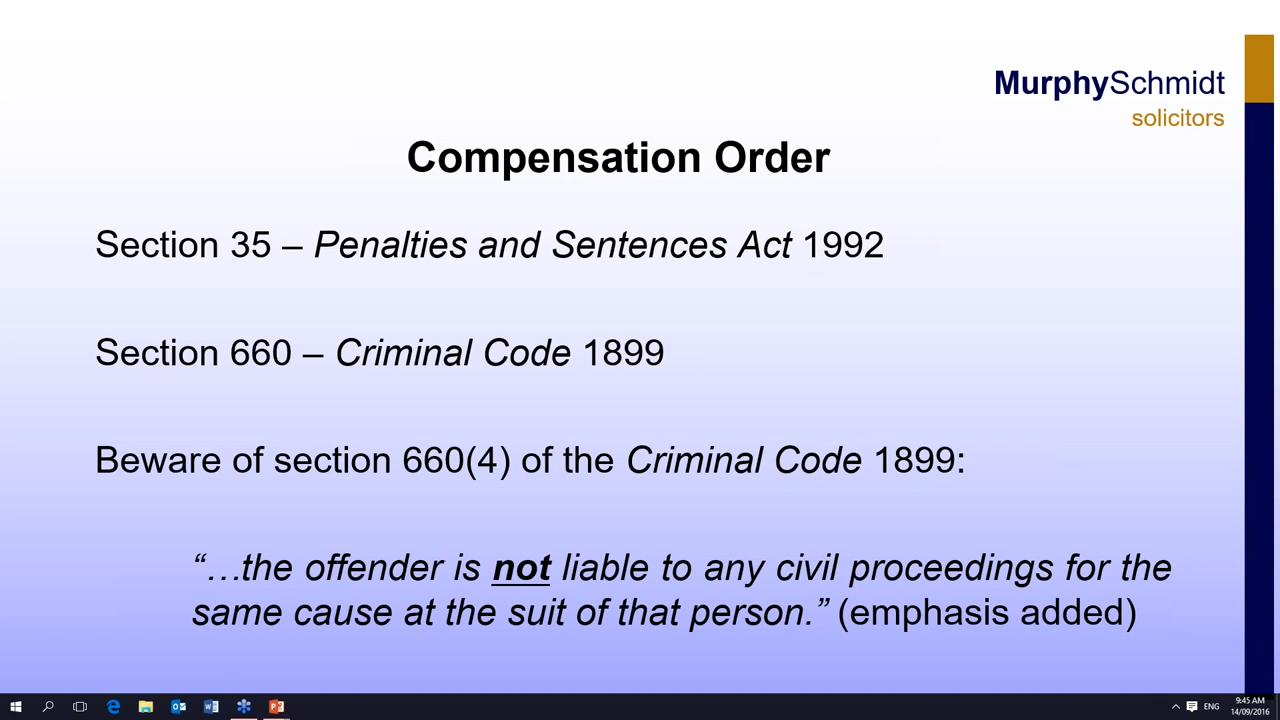 MurphySchmidt
solicitors
Compensation Order
Section 35 – Penalties and Sentences Act 1992
Section 660 – Criminal Code 1899
Beware of section 660(4) of the Criminal Code 1899:
“…the offender is not liable to any civil proceedings for the
same cause at the suit of that person.” (emphasis added)
ENG
9:45 AM
14/09/2016